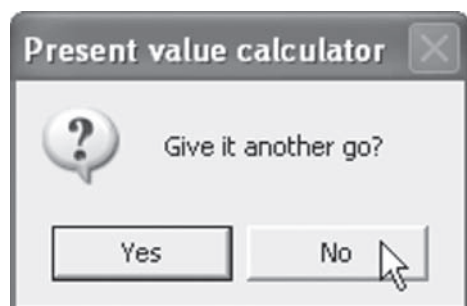 Present value calculator
Give it another go?
Yes No